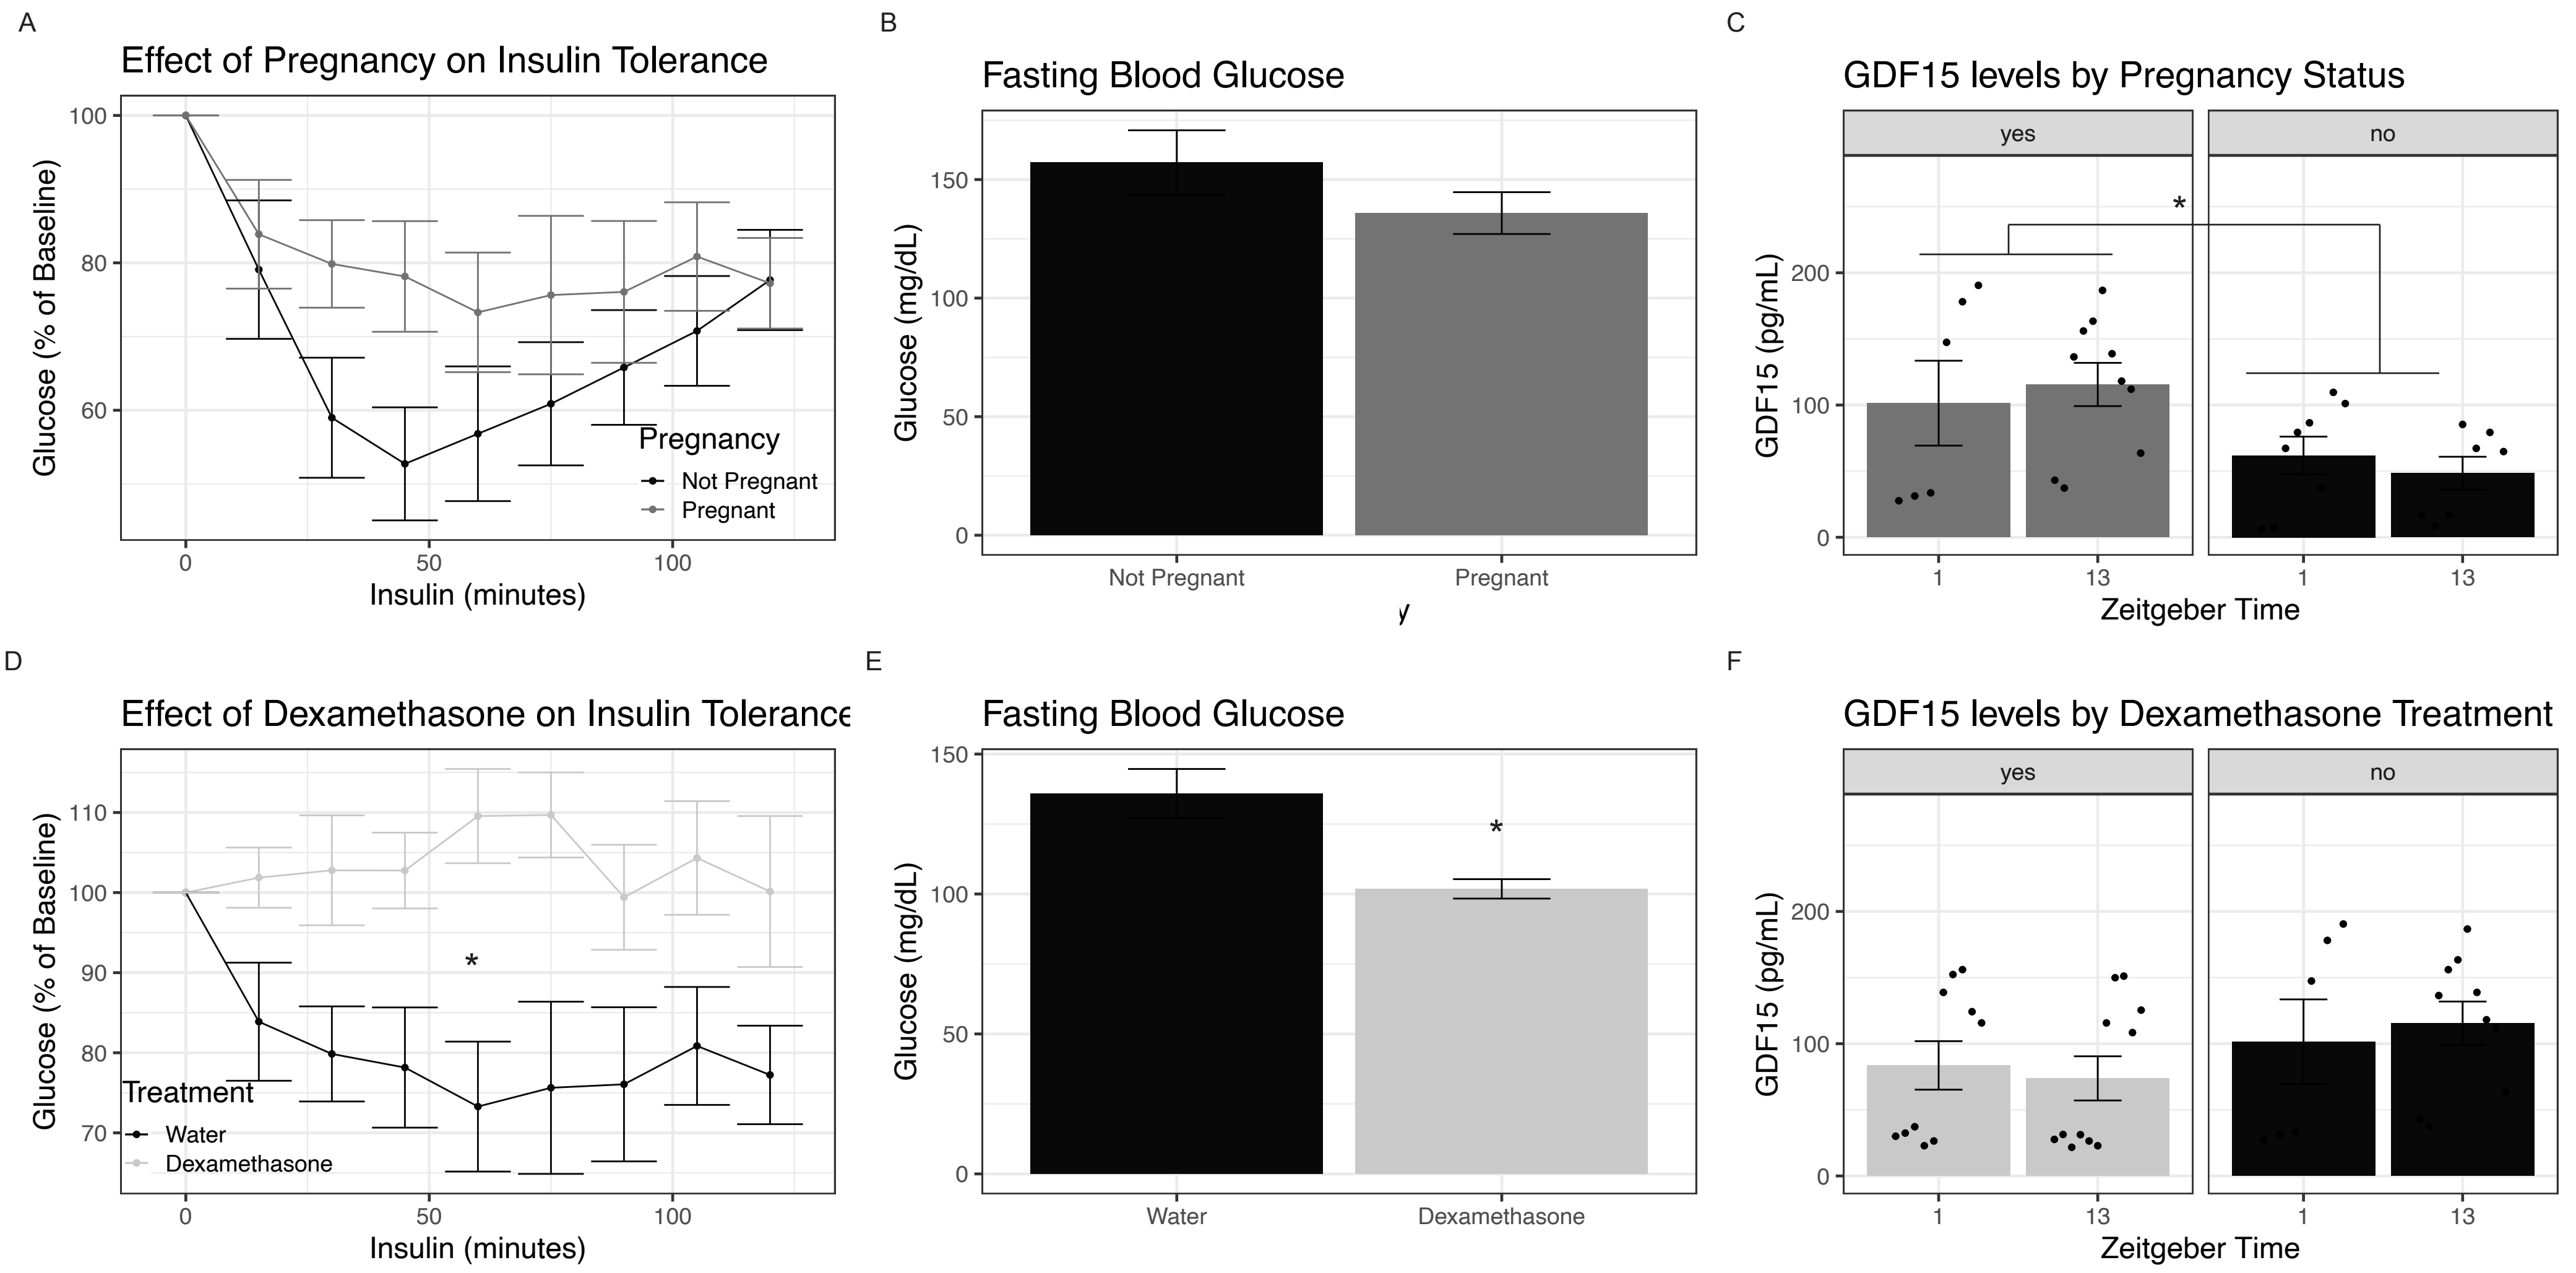 A
Effect of Pregnancy on Insulin Tolerance
Glucose (% of Baseline)
100
80
60
0 50 100
Insulin (minutes)
Pregnancy
Not Pregnant
Pregnant
B
Fasting Blood Glucose
Glucose (mg/dL)
150
100
50
0
Not Pregnant Pregnant
y
C
GDF15 levels by Pregnancy Status
yes no
*
GDF15 (pg/mL)
200
100
0
1 13 1 13
Zeitgeber Time
D
Effect of Dexamethasone on Insulin Tolerance
Glucose (% of Baseline)
110
100
90
80
70
*
Treatment
Water
Dexamethasone
0 50 100
Insulin (minutes)
E
Fasting Blood Glucose
Glucose (mg/dL)
150
100
50
0
*
Water Dexamethasone
F
GDF15 levels by Dexamethasone Treatment
yes no
GDF15 (pg/mL)
200
100
0
1 13 1 13
Zeitgeber Time